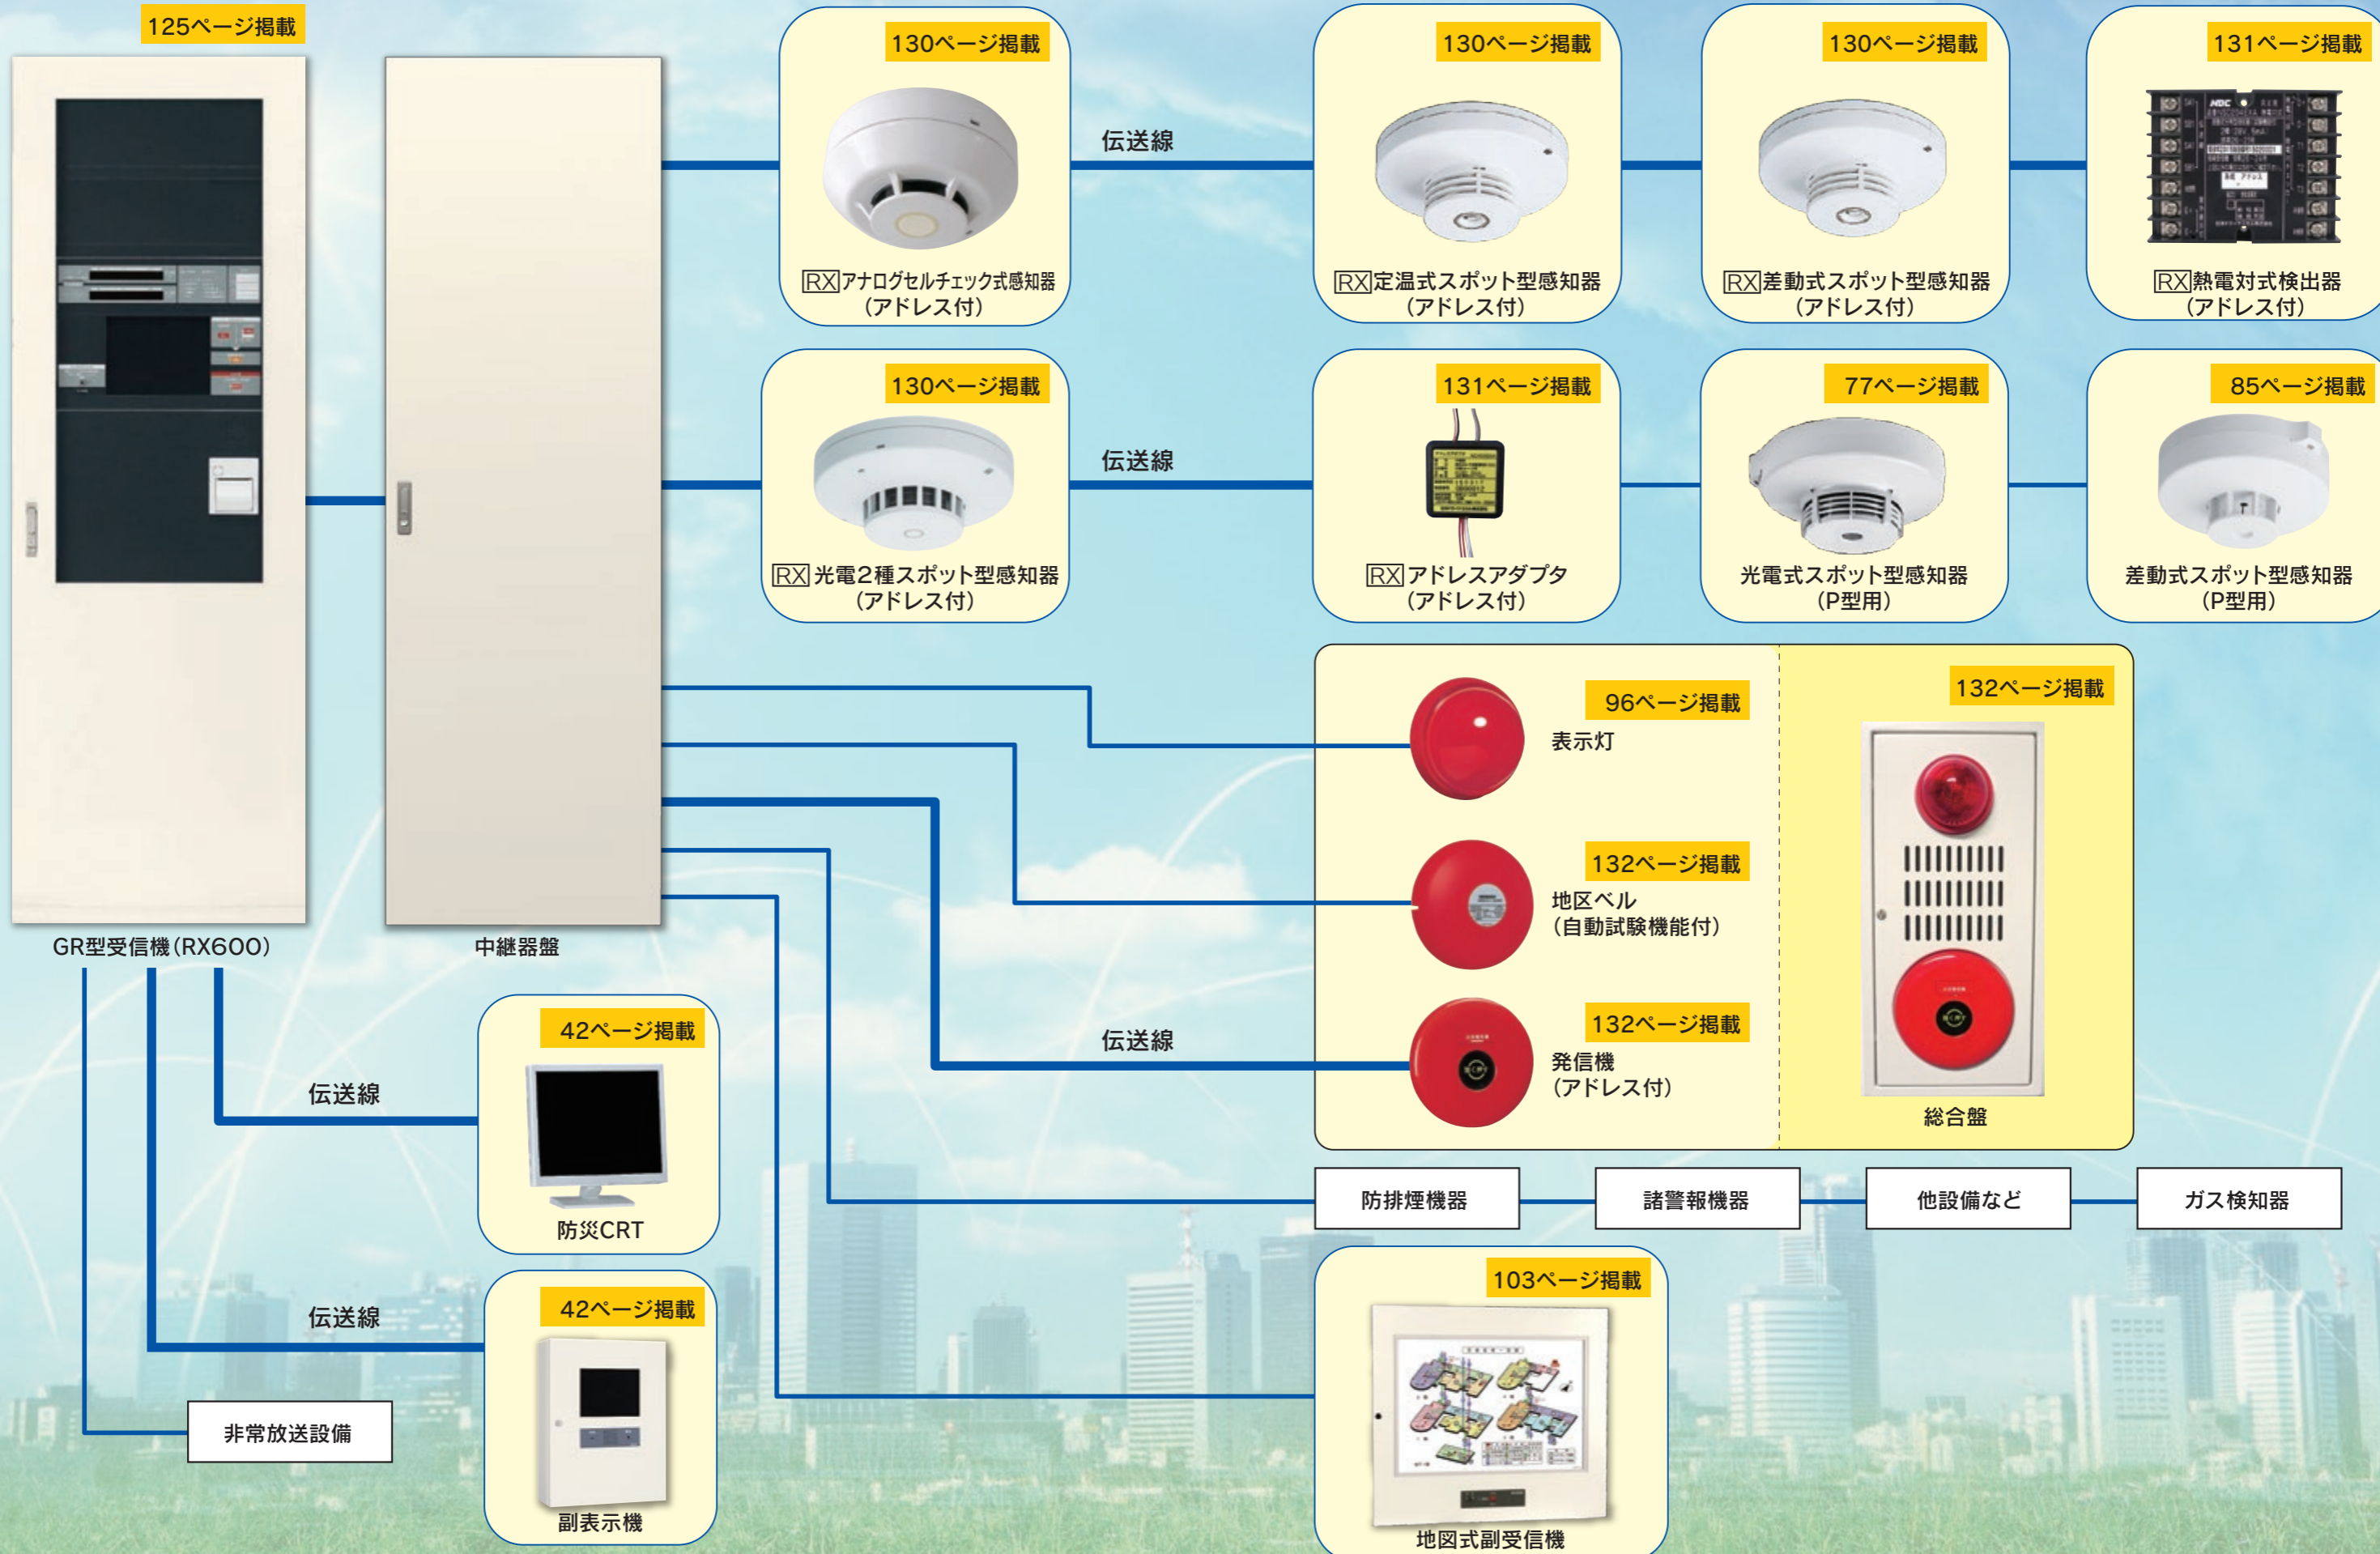 125ページ掲載
GR型受信機(RX600)
中継器盤
130ページ掲載
RXアナログセルチェック式感知器
(アドレス付)
伝送線
130ページ掲載
RX定温式スポット型感知器
(アドレス付)
130ページ掲載
RX差動式スポット型感知器
(アドレス付)
131ページ掲載
NDC
RX熱電対式検出器
(アドレス付)
130ページ掲載
RX光電2種スポット型感知器
(アドレス付)
伝送線
131ページ掲載
RXアドレスアダプタ
(アドレス付)
77ページ掲載
光電式スポット型感知器
(P型用)
85ページ掲載
差動式スポット型感知器
(P型用)
96ページ掲載
表示灯
132ページ掲載
地区ベル
(自動試験機能付)
伝送線
132ページ掲載
発信機
(アドレス付)
132ページ掲載
総合盤
防排煙機器
諸警報機器
他設備など
ガス検知器
伝送線
42ページ掲載
防災CRT
伝送線
42ページ掲載
副表示機
非常放送設備
103ページ掲載
地図式副受信機